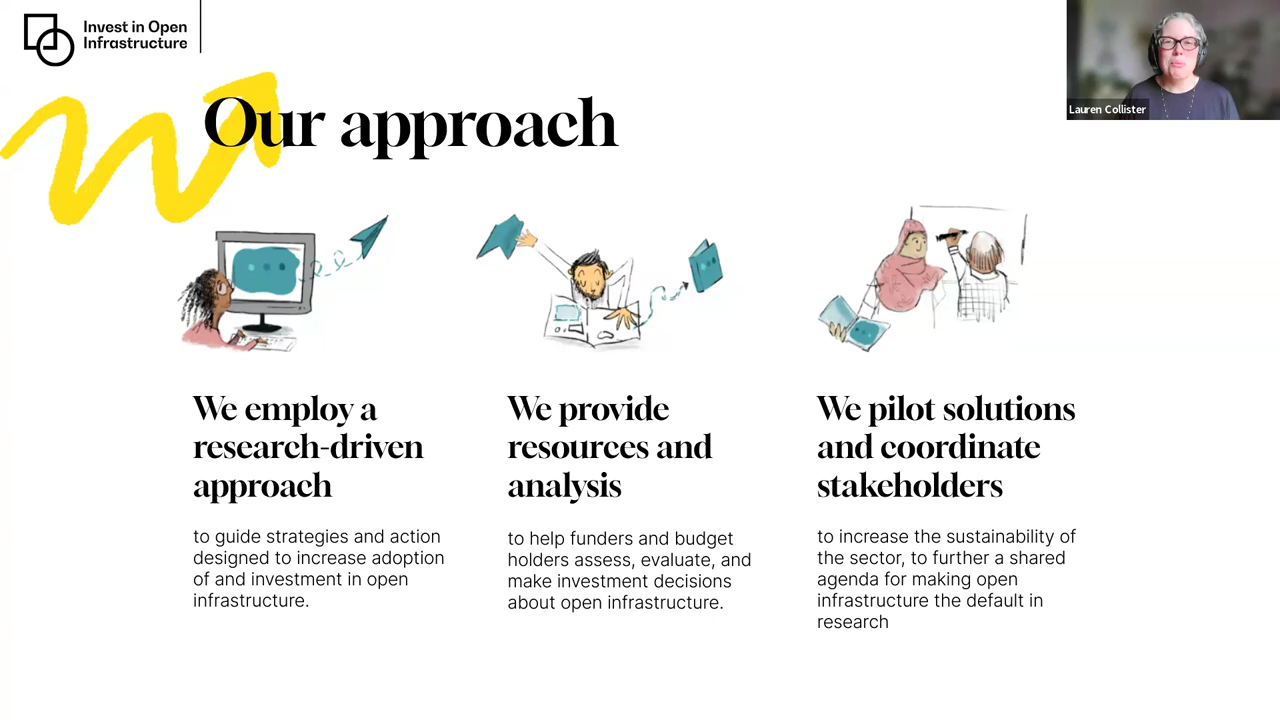 Invest in Open
Infrastructure
Lauren Collister
Our approach
We employ a
research-driven
approach
to guide strategies and action
designed to increase adoption
of and investment in open
infrastructure.
We provide
resources and
analysis
to help funders and budget
holders assess, evaluate, and
make investment decisions
about open infrastructure.
We pilot solutions
and coordinate
stakeholders
to increase the sustainability of
the sector, to further a shared
agenda for making open
infrastructure the default in
research